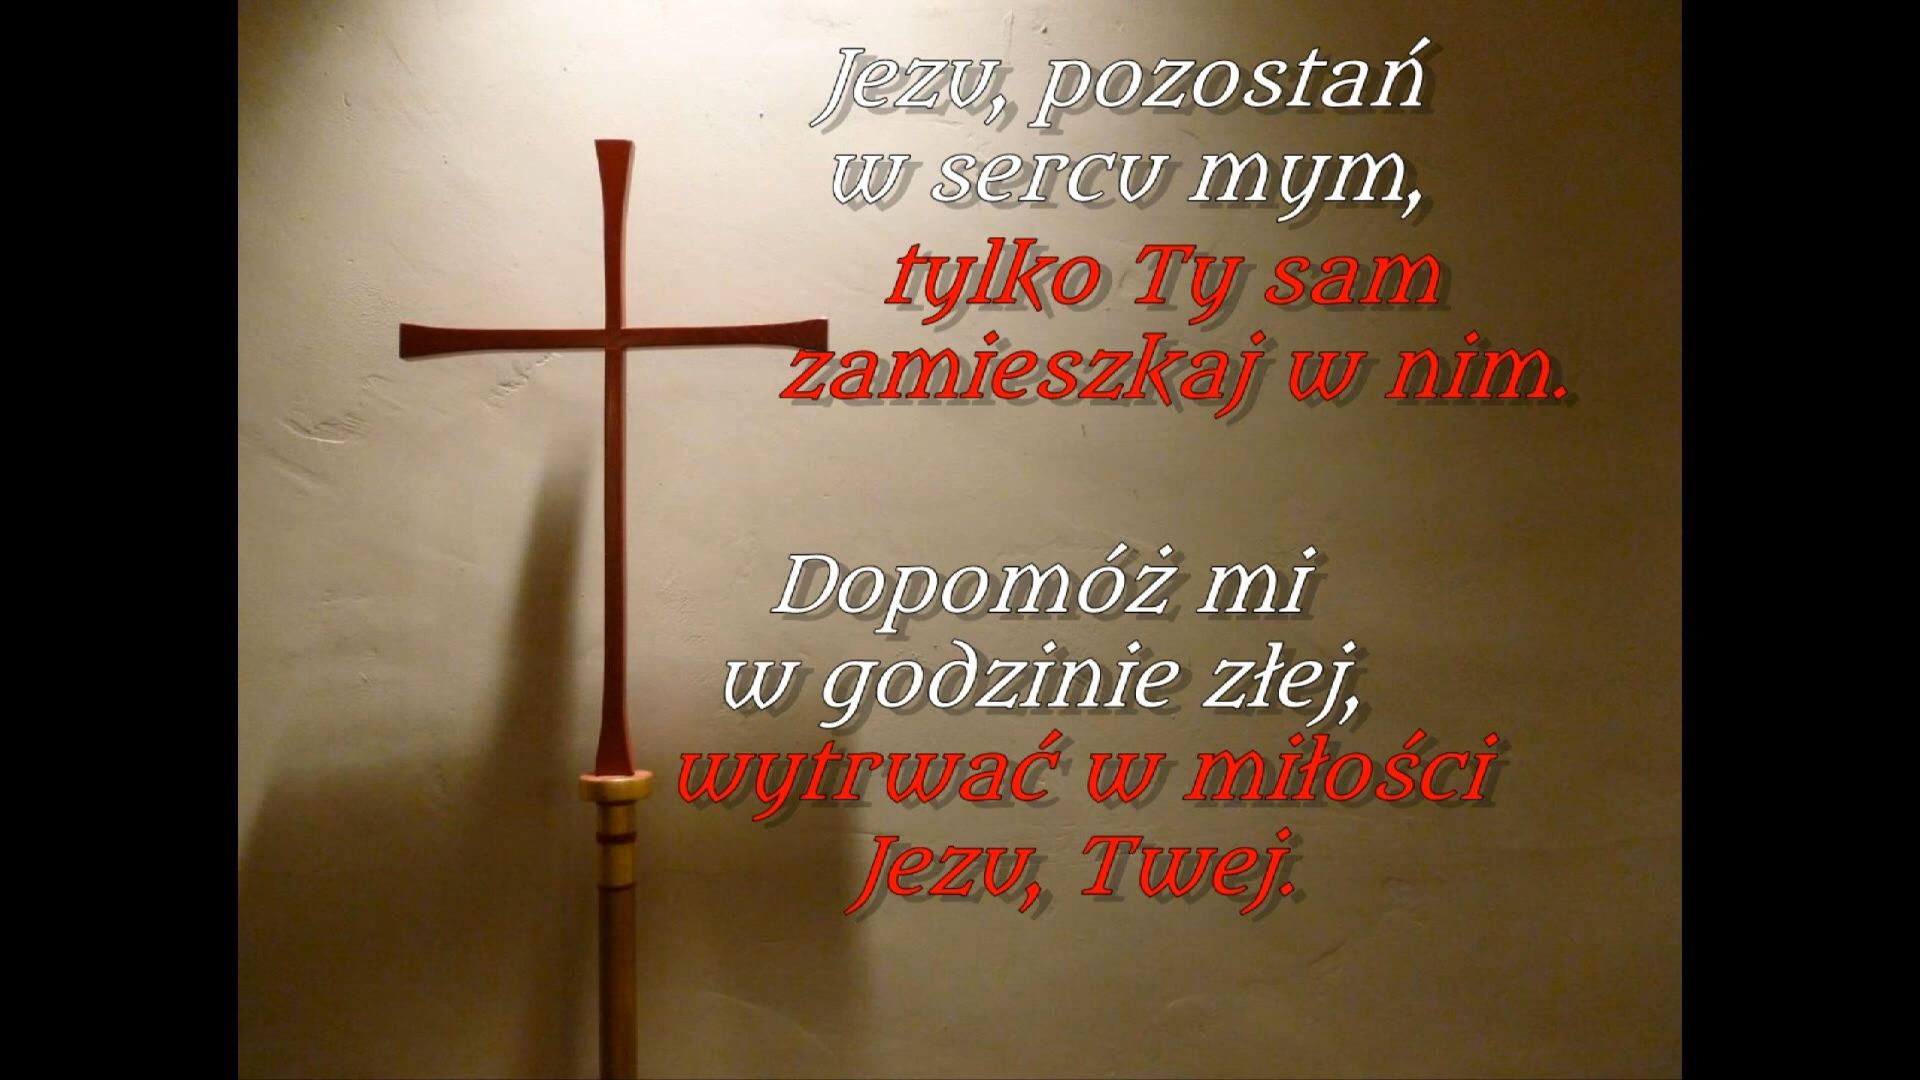 Jezu, pozostań
w sercu mym,
tylko Ty sam
zamieszkaj w nim.
Dopomóż mi
w godzinie złej,
wytrwać w miłości
Jezu, Twej.